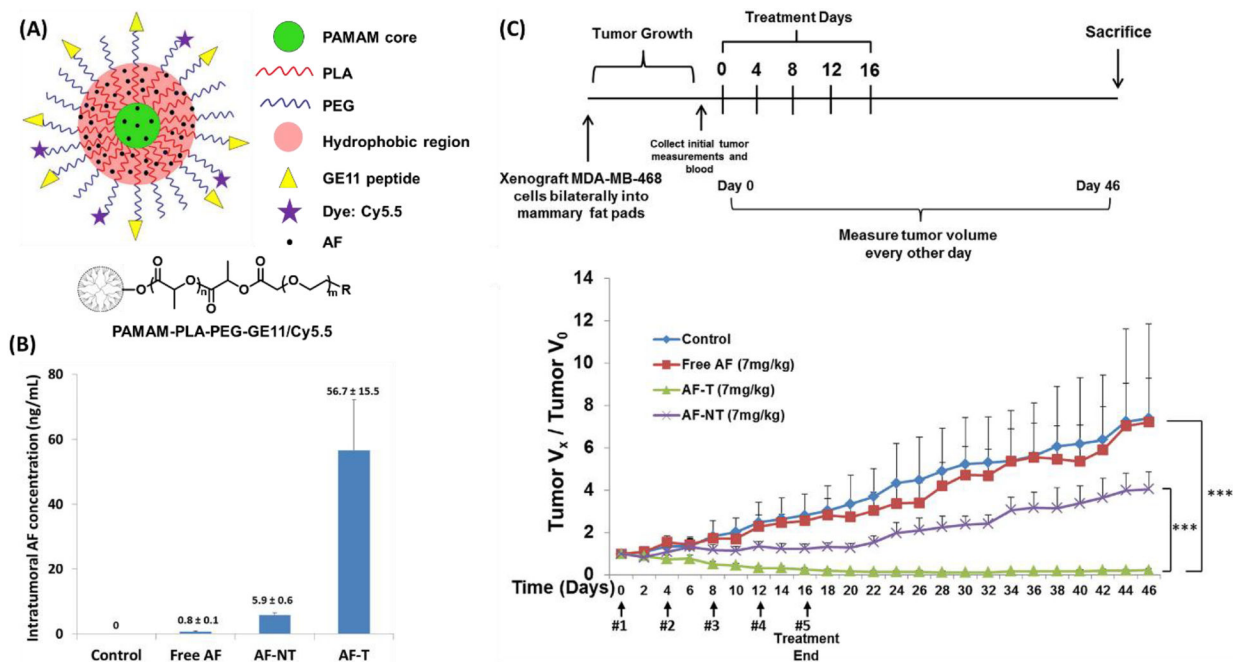 (A)
PAMAM core
PLA
PEG
Hydrophobic region
GE11 peptide
Dye: Cy5.5
AF
O
O
O
O
O
O
O
n
m
R
PAMAM-PLA-PEG-GE11/Cy5.5
(B)
Intratumoral AF concentration (ng/mL)
80
60
40
20
0
0
0.8 ± 0.1
5.9 ± 0.6
56.7 ± 15.5
Control Free AF AF-NT AF-T
(C)
Treatment Days
Tumor Growth
0 4 8 12 16
Sacrifice
Collect initial tumor
measurements and
blood
Xenograft MDA-MB-468
cells bilaterally into
mammary fat pads
Day 0
Day 46
Measure tumor volume
every other day
Tumor Vx / Tumor V0
14
12
10
8
6
4
2
0
Control
Free AF (7mg/kg)
AF-T (7mg/kg)
AF-NT (7mg/kg)
***
***
Time (Days) 0 2 4 6 8 10 12 14 16 18 20 22 24 26 28 30 32 34 36 38 40 42 44 46
#1 #2 #3 #4 #5
Treatment
End